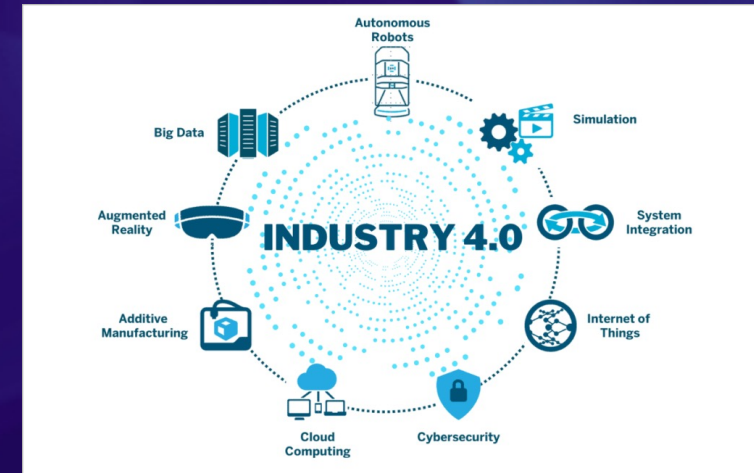 Autonomous
Robots
Big Data
Simulation
Augmented
Reality
INDUSTRY 4.0
System
Integration
Additive
Manufacturing
Internet of
Things
Cloud
Computing
Cybersecurity